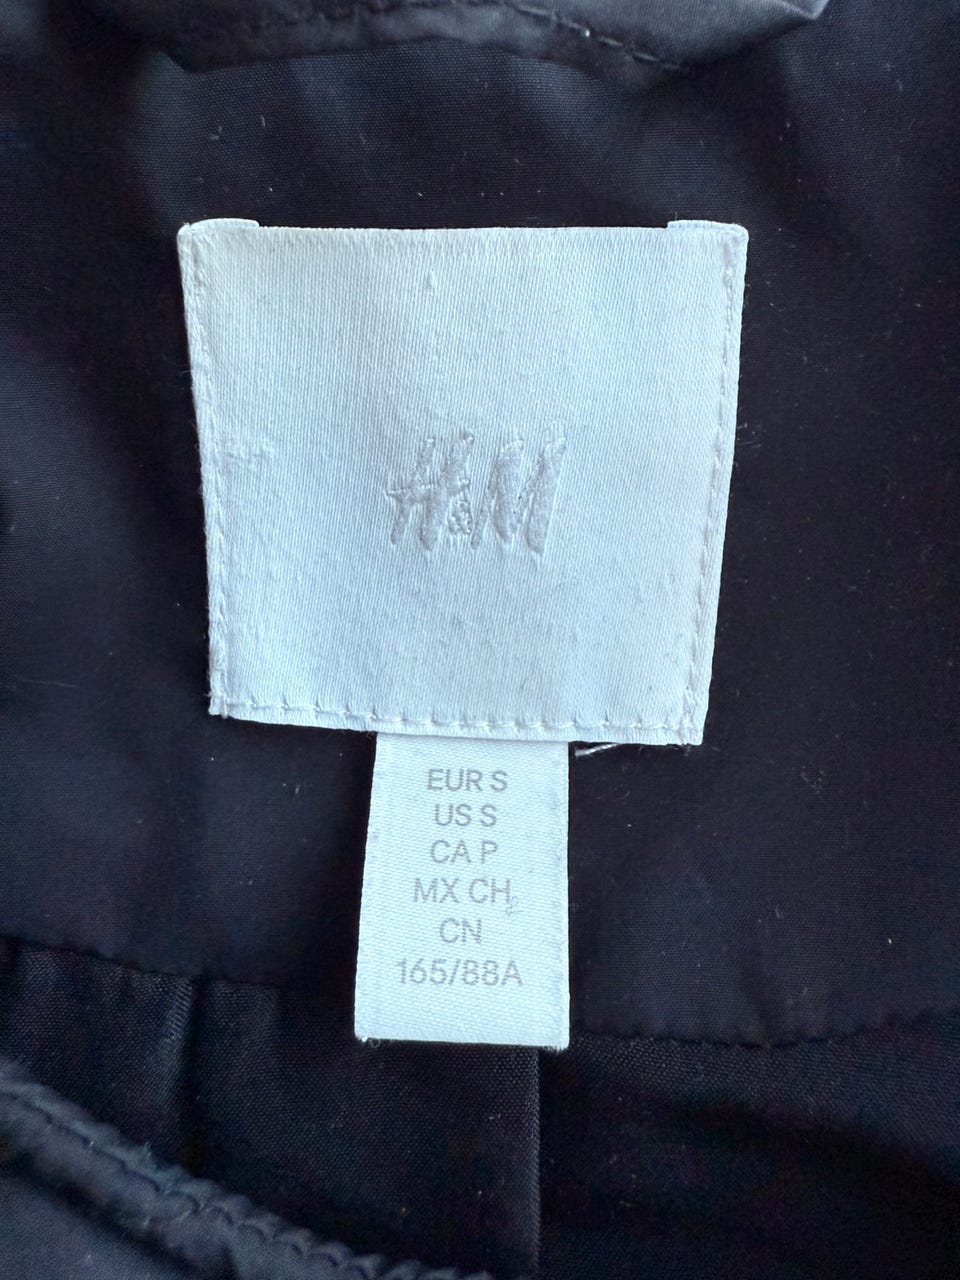 H&M
EUR S
US S
CA P
MX CH
CN
165/88A